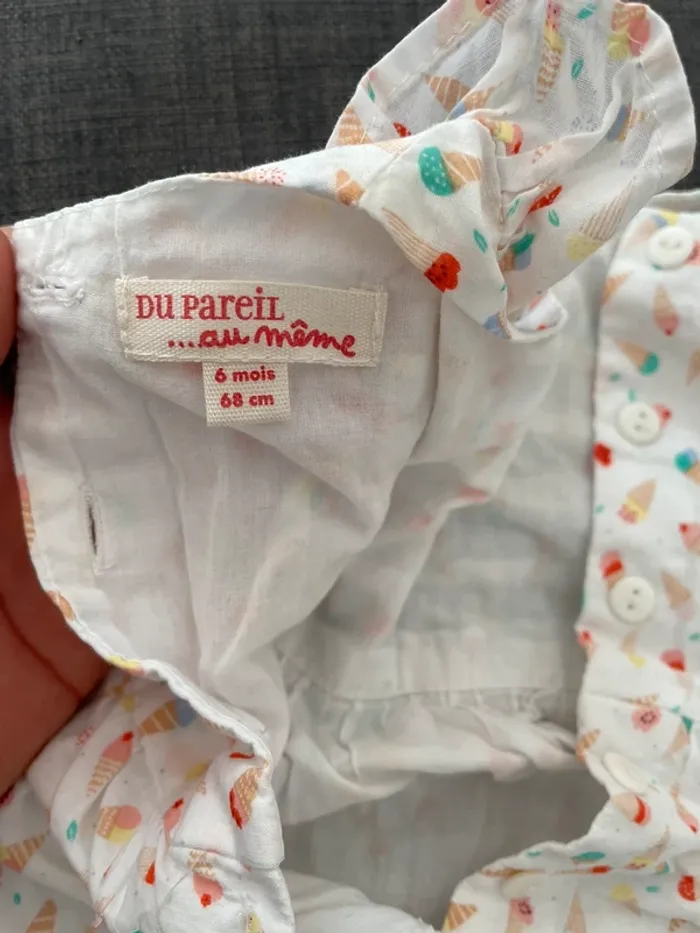 DU PAREIL
...au même
6 mois
68 cm